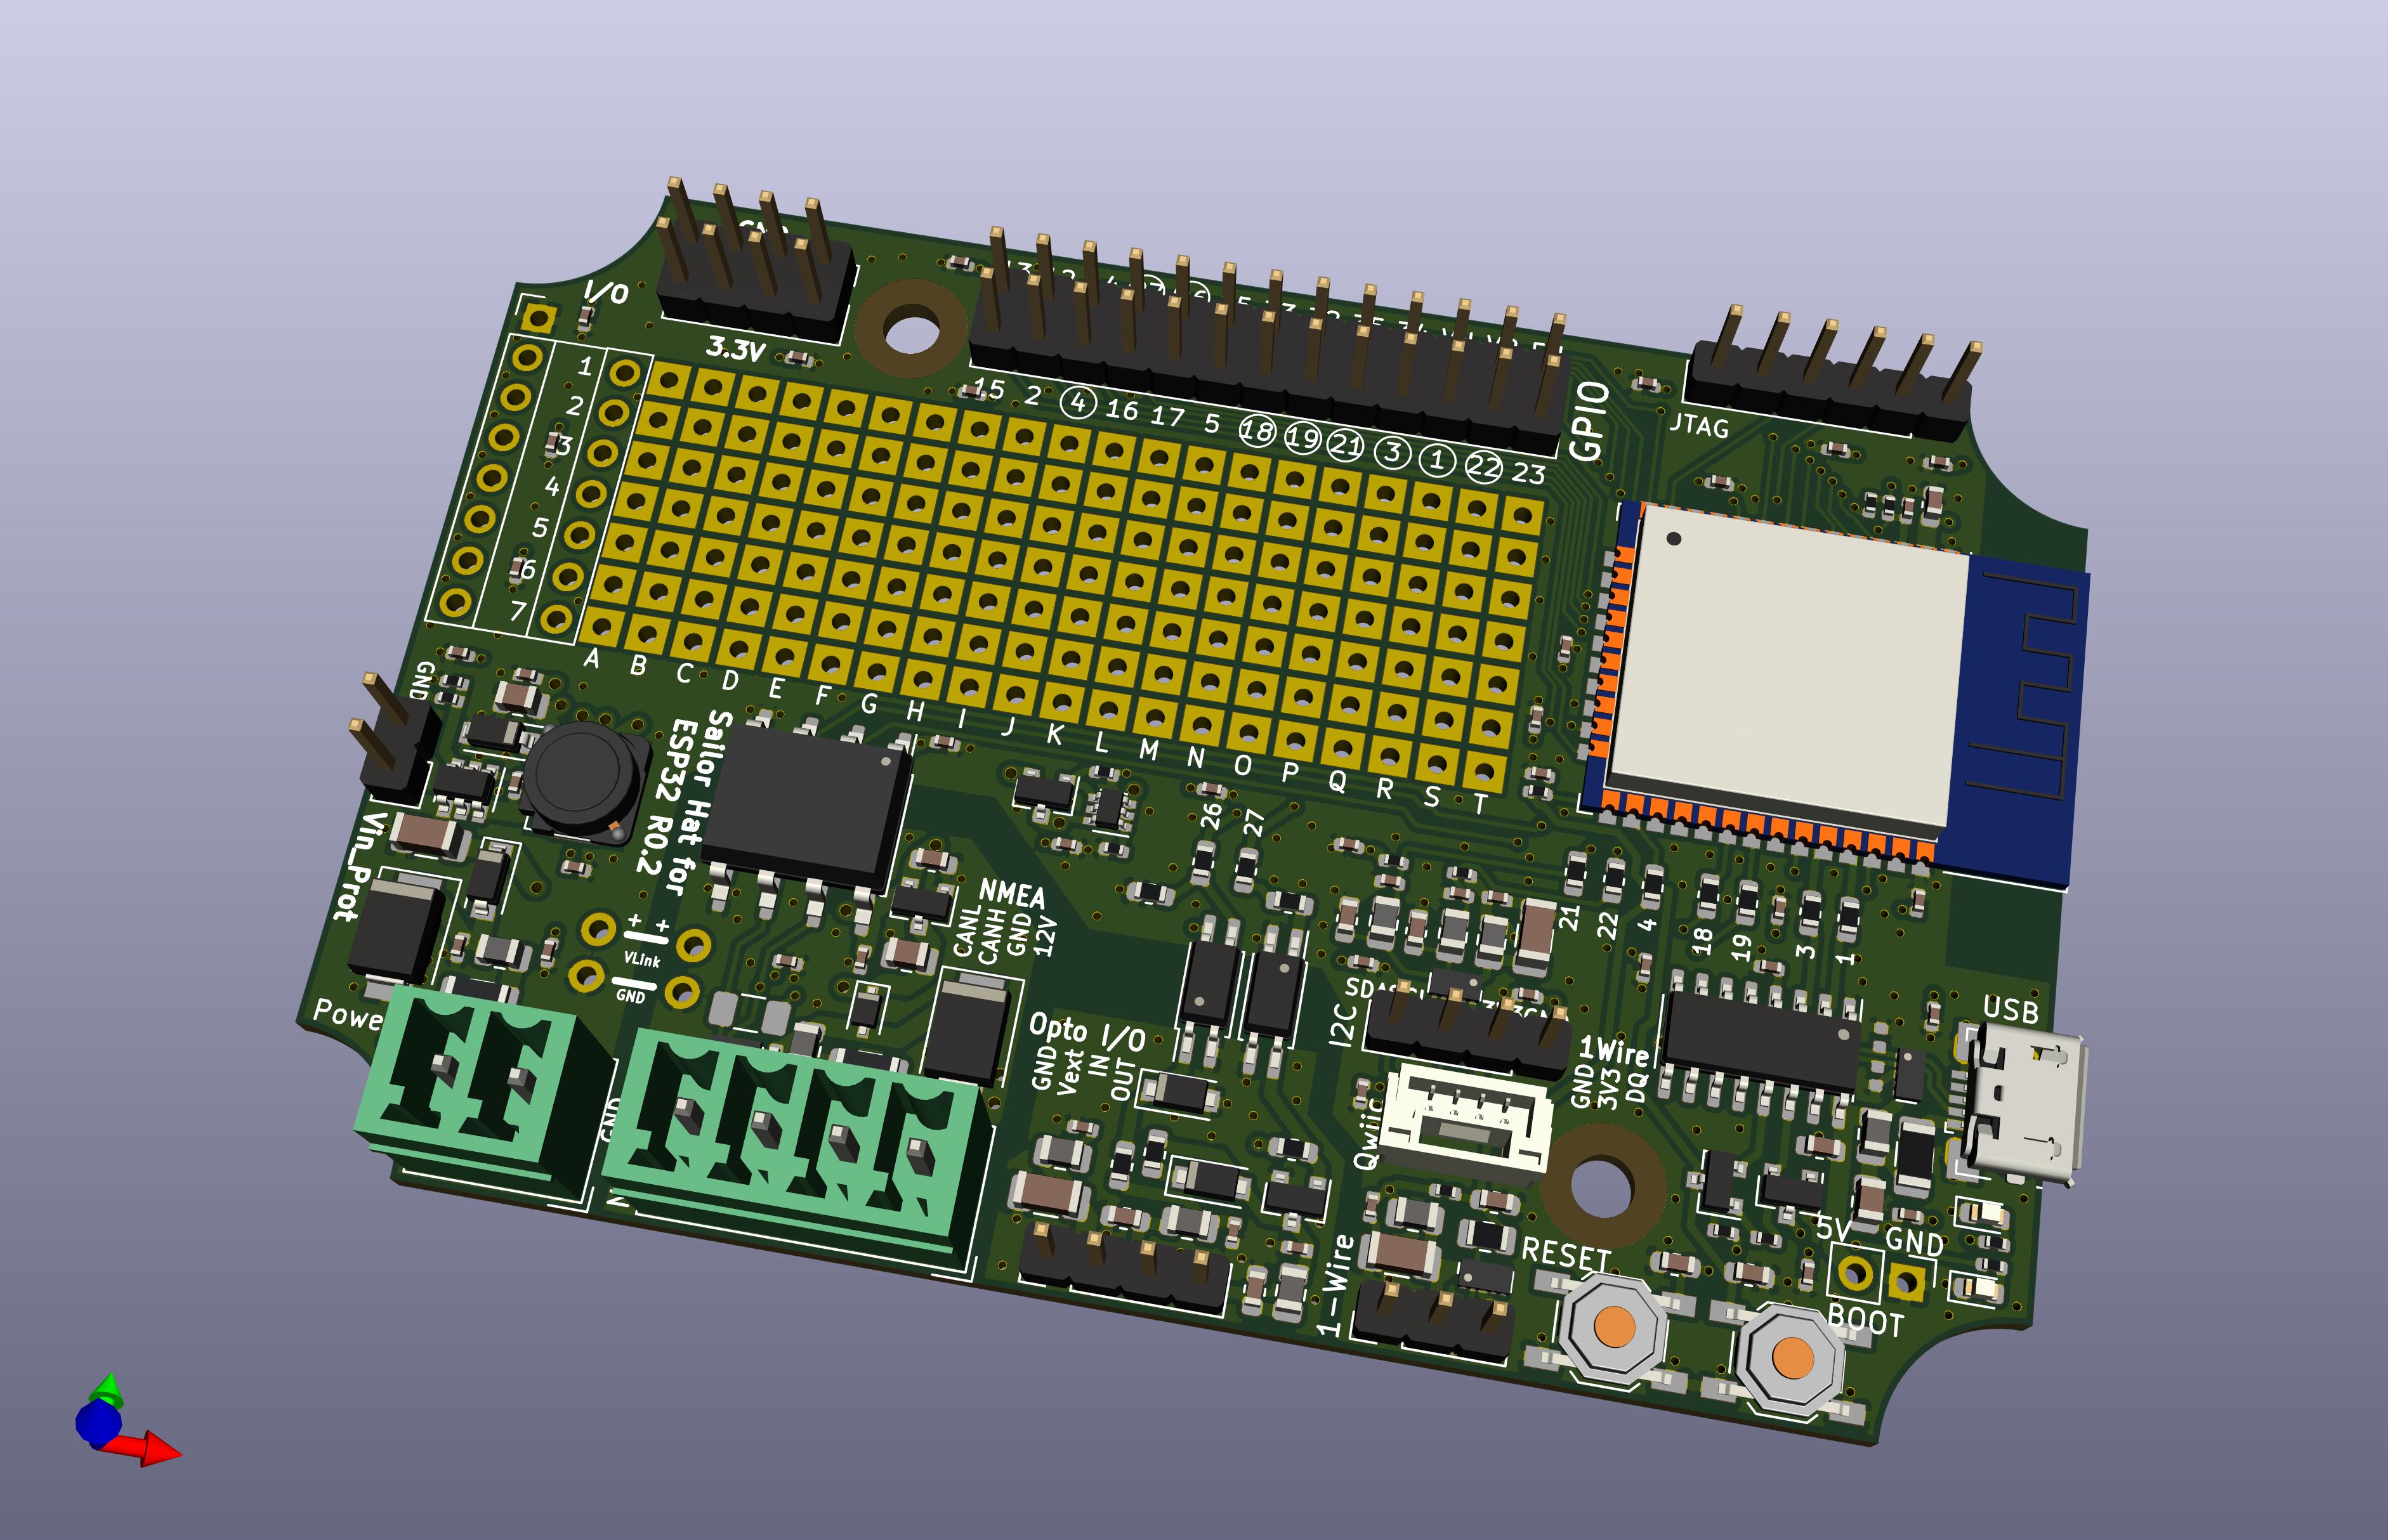 I/O
3.3V
15 2 4 16 17 5 18 19 21 3 1 22 23
GPIO
JTAG
1
2
3
4
5
6
7
A B C D E F G H I J K L M N O P Q R S T
GND
Vin_Prot
Sailor Hat for
ESP32 R0.2
26
27
NMEA
CANL
CANH
GND
12V
+ +
VLink
GND
21
22
4
18
19
3
1
USB
Opto I/O
GND
Vext
IN
OUT
I2C
1Wire
GND
3V3
DQ
Qwiic
GND
1-Wire
RESET
5V
GND
BOOT